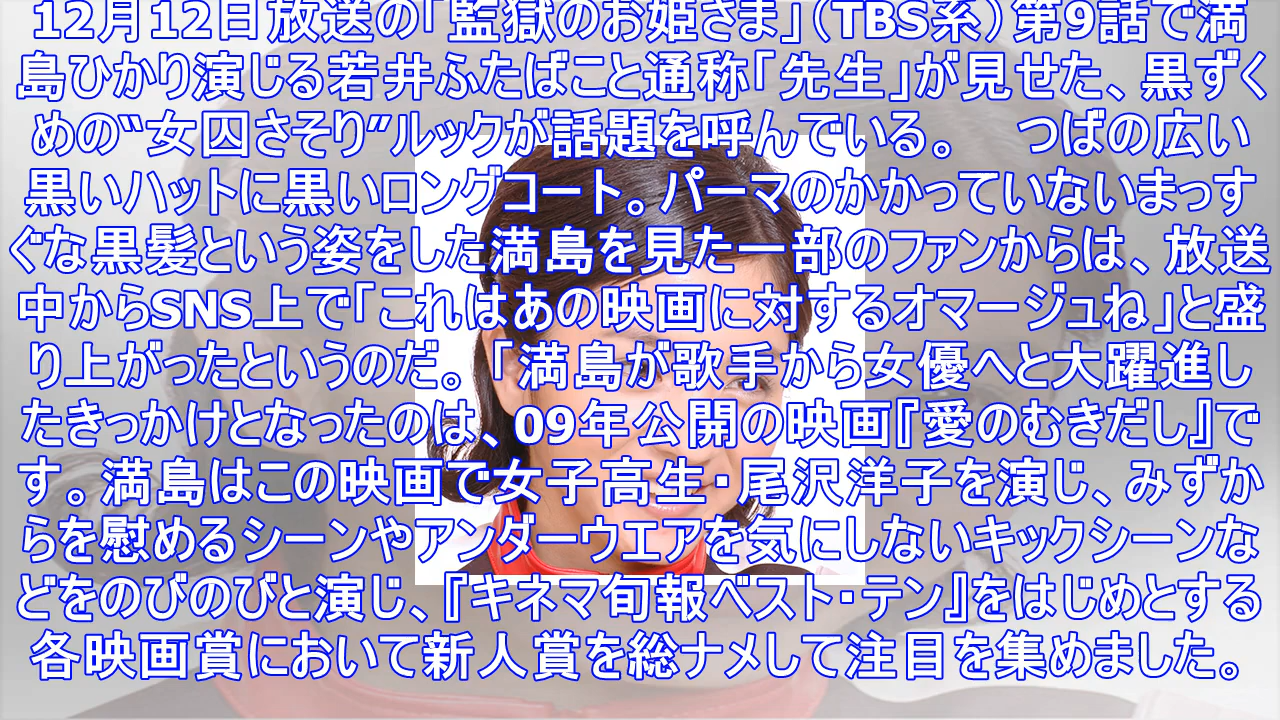 12月12日放送の「監獄のお姫さま」（TBS系）第9話で満
島ひかり演じる若井ふたばこと通称「先生」が見せた、黒ずく
めの“女囚さそり”ルックが話題を呼んでいる。　つばの広い
黒いハットに黒いロングコート。パーマのかかっていないまっす
ぐな黒髪という姿をした満島を見た一部のファンからは、放送
中からSNS上で「これはあの映画に対するオマージュね」と盛
り上がったというのだ。「満島が歌手から女優へと大躍進し
たきっかけとなったのは、09年公開の映画『愛のむきだし』で
す。満島はこの映画で女子高生・尾沢洋子を演じ、みずか
らを慰めるシーンやアンダーウエアを気にしないキックシーンな
どをのびのびと演じ、『キネマ旬報ベスト・テン』をはじめとする
各映画賞において新人賞を総ナメして注目を集めました。